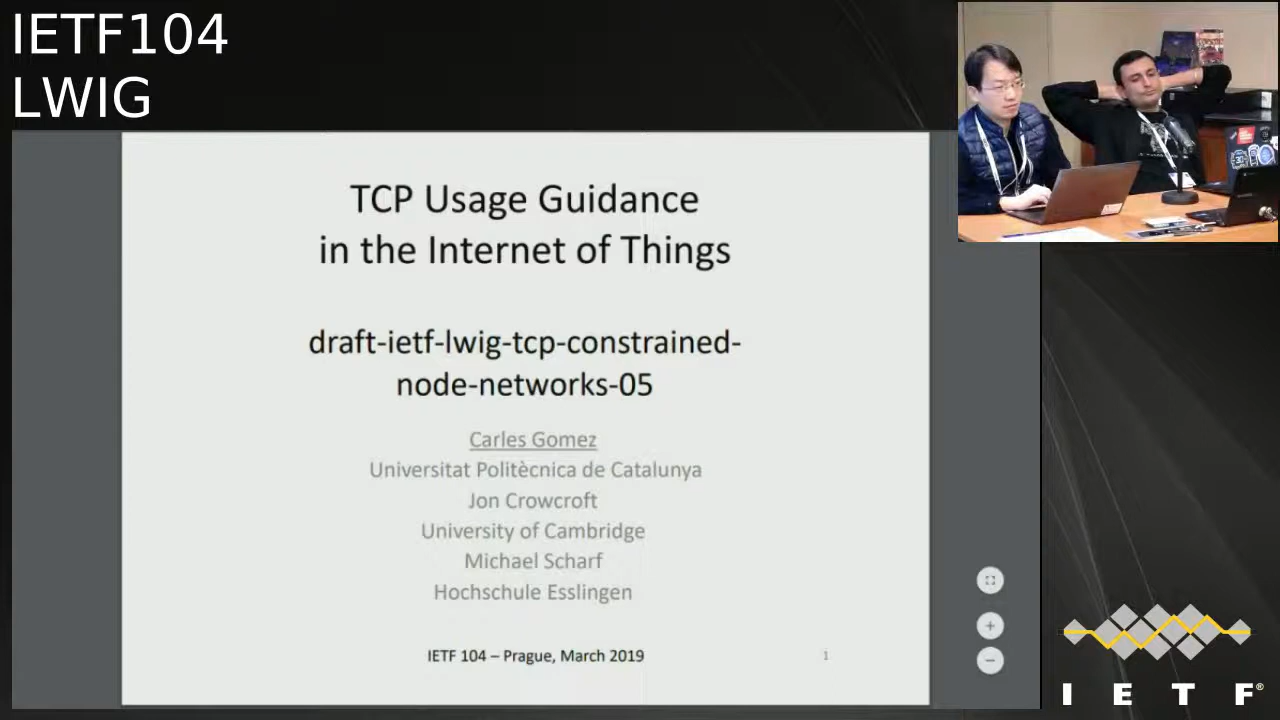 IETF104
LWIG
TCP Usage Guidance
in the Internet of Things
draft-ietf-lwig-tcp-constrained-
node-networks-05
Carles Gomez
Universitat Politècnica de Catalunya
Jon Crowcroft
University of Cambridge
Michael Scharf
Hochschule Esslingen
IETF 104 – Prague, March 2019
1
I E T F®